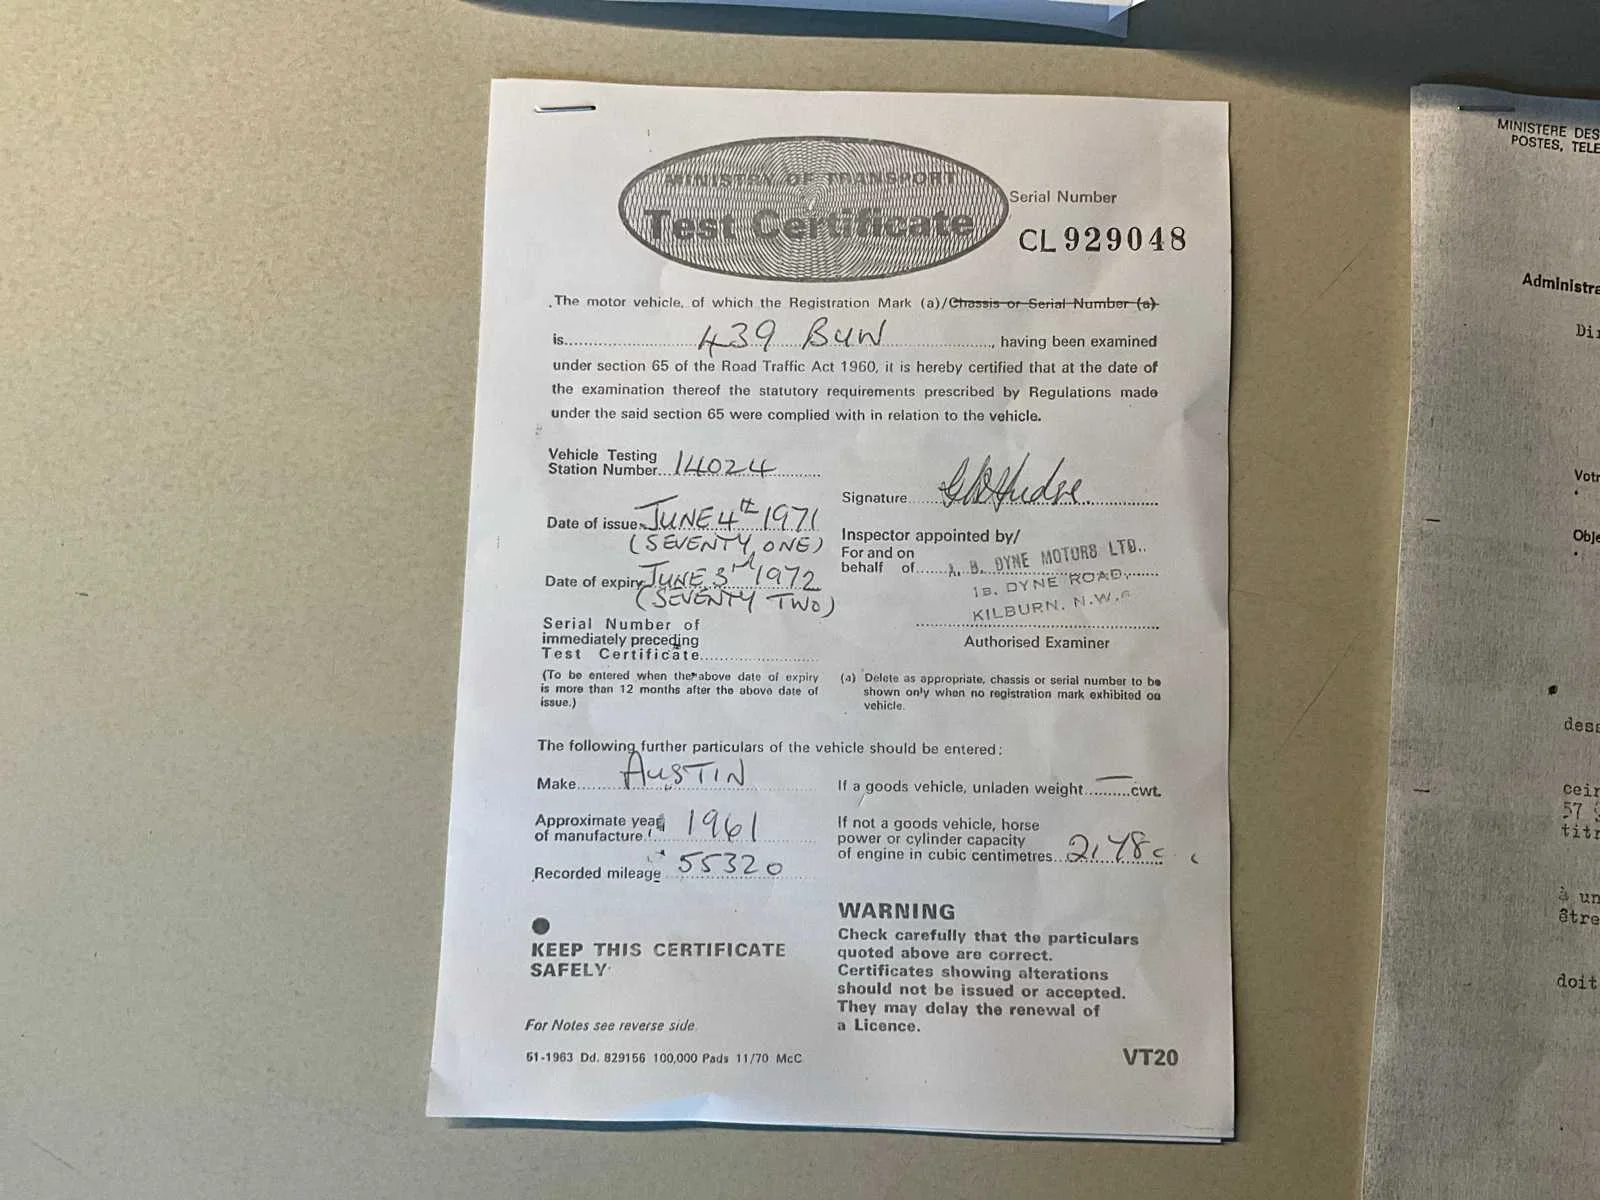 MINISTRY OF TRANSPORT
Test Certificate
Serial Number
CL 929048
The motor vehicle, of which the Registration Mark (a)/Chassis or Serial Number (a)
is 439 BUW, having been examined
under section 65 of the Road Traffic Act 1960, it is hereby certified that at the date of
the examination thereof the statutory requirements prescribed by Regulations made
under the said section 65 were complied with in relation to the vehicle.
Vehicle Testing
Station Number 14024
Date of issue JUNE 4th 1971
(SEVENTY ONE)
Date of expiry JUNE 3rd 1972
(SEVENTY TWO)
Serial Number of
immediately preceding
Test Certificate
(To be entered when the above date of expiry
is more than 12 months after the above date of
issue.)
Signature
Inspector appointed by/
For and on
behalf of A. B. DYNE MOTORS LTD.
1B. DYNE ROAD,
KILBURN. N.W.6
Authorised Examiner
(a) Delete as appropriate, chassis or serial number to be
shown only when no registration mark exhibited on
vehicle.
The following further particulars of the vehicle should be entered:
Make AUSTIN
Approximate year
of manufacture 1961
Recorded mileage 55320
If a goods vehicle, unladen weight — cwt.
If not a goods vehicle, horse
power or cylinder capacity
of engine in cubic centimetres
KEEP THIS CERTIFICATE
SAFELY
WARNING
Check carefully that the particulars
quoted above are correct.
Certificates showing alterations
should not be issued or accepted.
They may delay the renewal of
a Licence.
For Notes see reverse side
51-1963 Dd. 829156 100,000 Pads 11/70 McC
VT20
MINISTERE DES
POSTES, TELE
Administra
Di
Votr
Obje
dess
ceir
57
titr
à un
être
doit